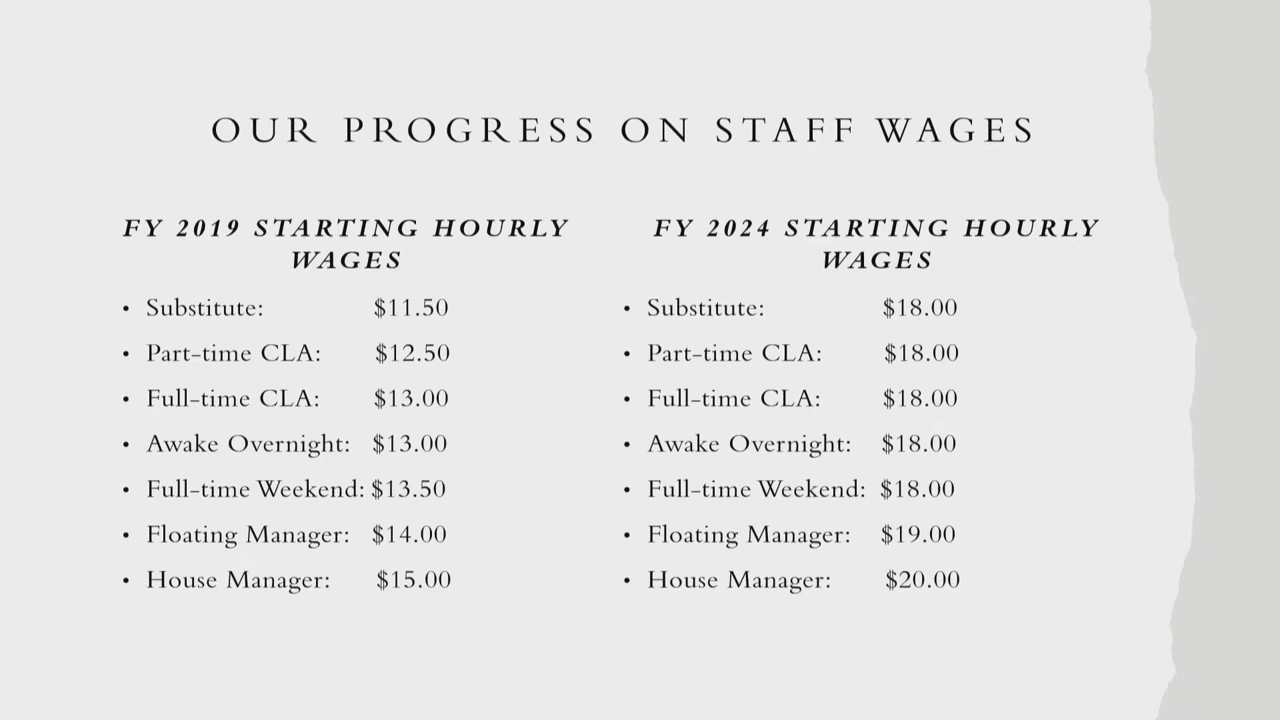 OUR PROGRESS ON STAFF WAGES
FY 2019 STARTING HOURLY
WAGES
• Substitute: $11.50
• Part-time CLA: $12.50
• Full-time CLA: $13.00
• Awake Overnight: $13.00
• Full-time Weekend: $13.50
• Floating Manager: $14.00
• House Manager: $15.00
FY 2024 STARTING HOURLY
WAGES
• Substitute: $18.00
• Part-time CLA: $18.00
• Full-time CLA: $18.00
• Awake Overnight: $18.00
• Full-time Weekend: $18.00
• Floating Manager: $19.00
• House Manager: $20.00